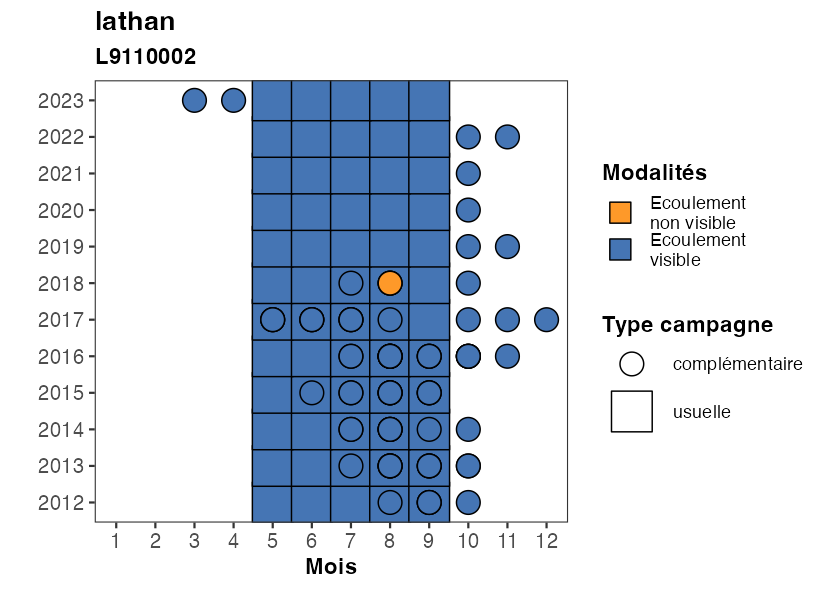 lathan
L9110002
2023
2022
2021
2020
2019
2018
2017
2016
2015
2014
2013
2012
1 2 3 4 5 6 7 8 9 10 11 12
Mois
Modalités
Ecoulement
non visible
Ecoulement
visible
Type campagne
complémentaire
usuelle